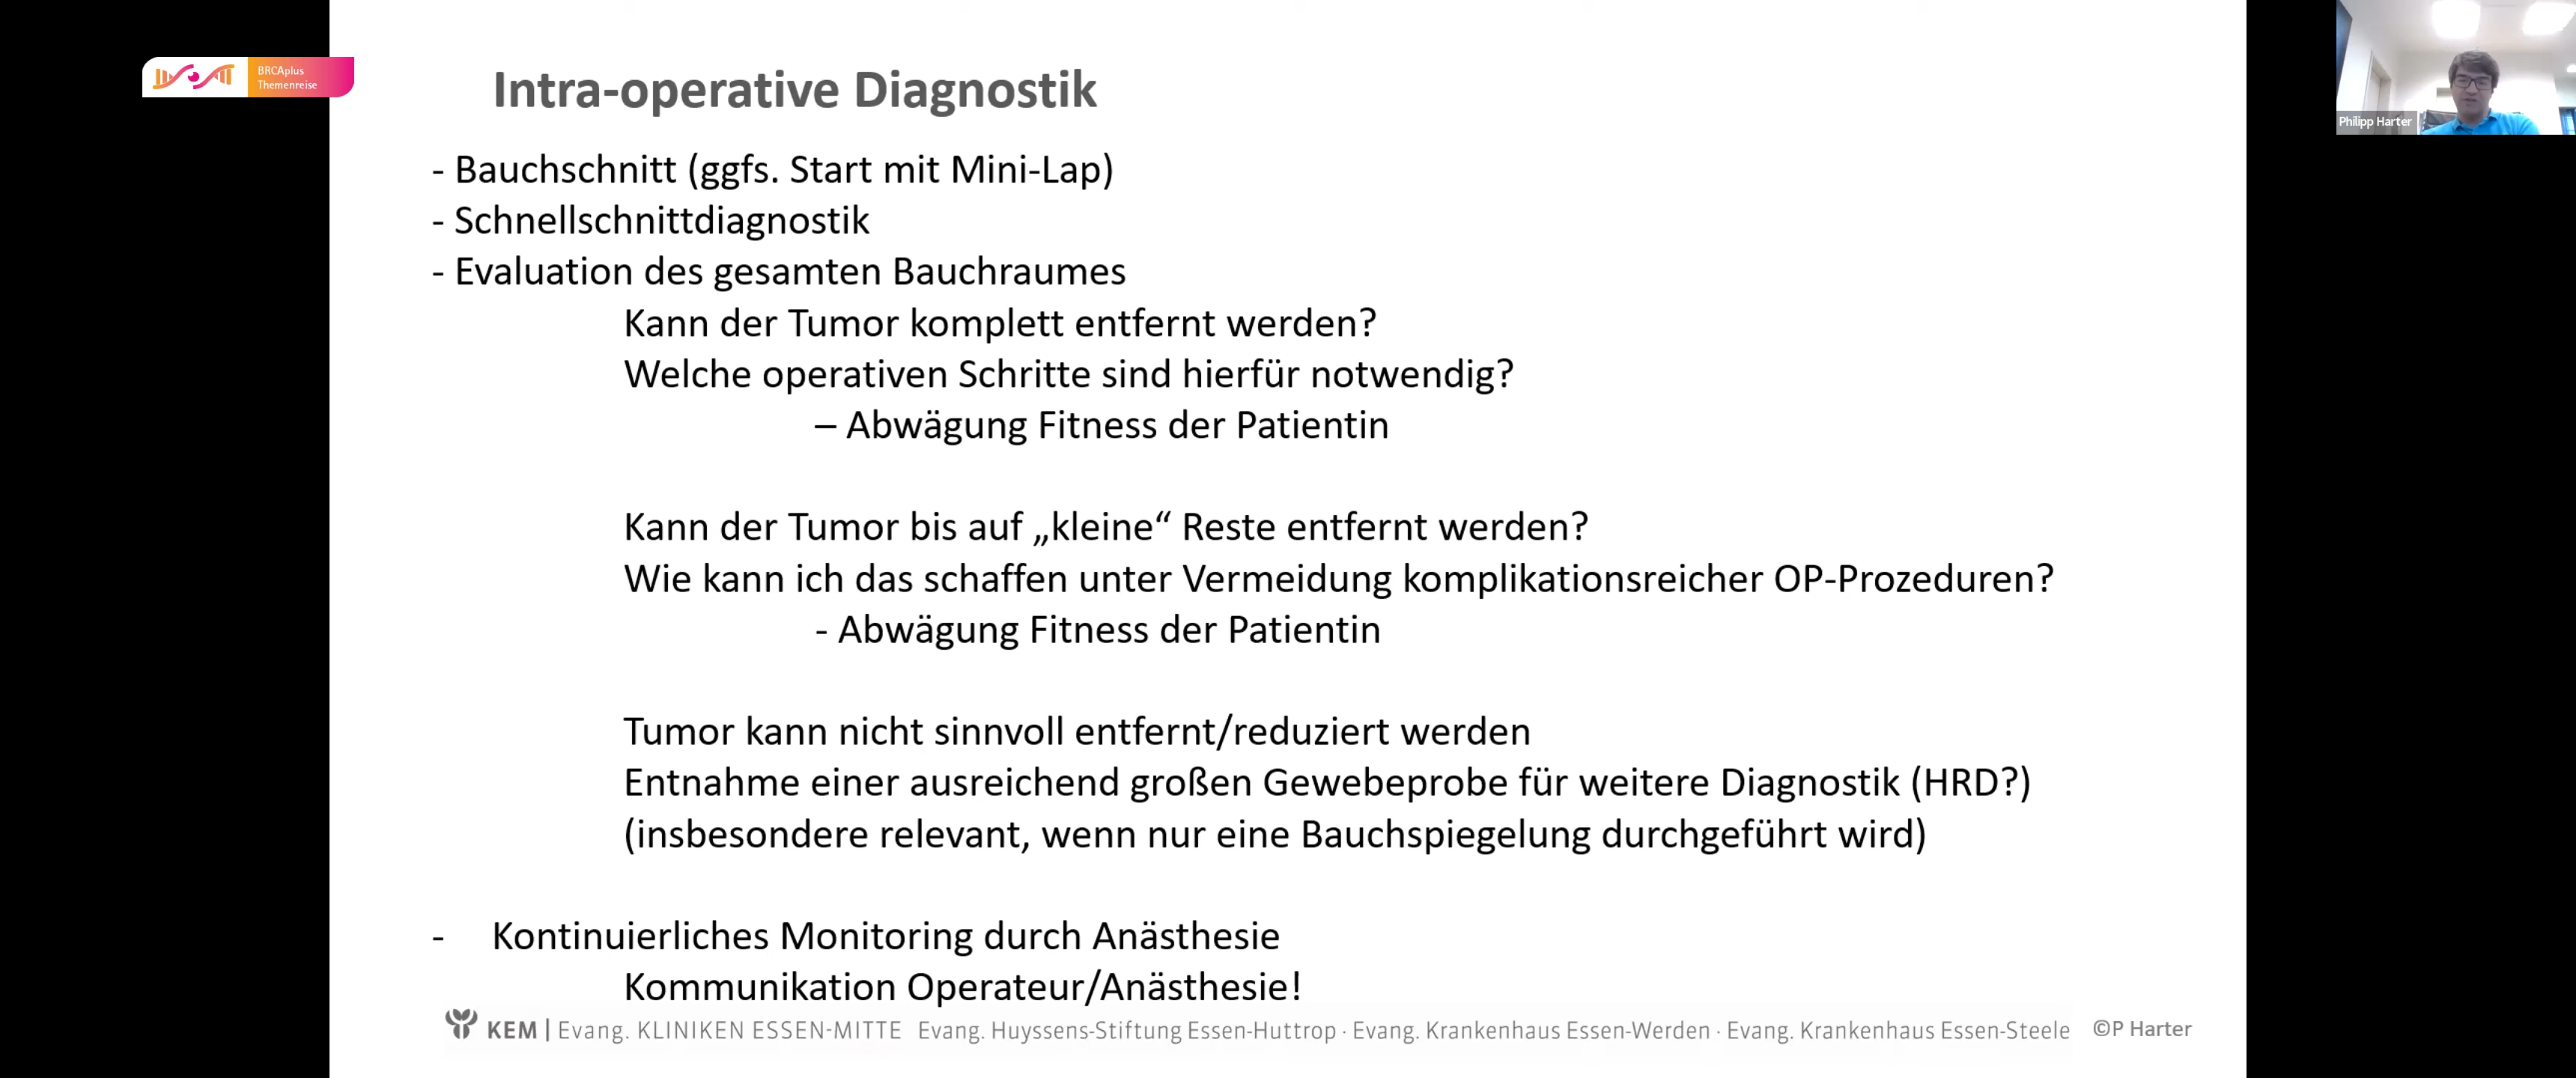 BRCAplus
Themenreise
Intra-operative Diagnostik
Philipp Harter
- Bauchschnitt (ggfs. Start mit Mini-Lap)
- Schnellschnittdiagnostik
- Evaluation des gesamten Bauchraumes
Kann der Tumor komplett entfernt werden?
Welche operativen Schritte sind hierfür notwendig?
– Abwägung Fitness der Patientin
Kann der Tumor bis auf „kleine“ Reste entfernt werden?
Wie kann ich das schaffen unter Vermeidung komplikationsreicher OP-Prozeduren?
- Abwägung Fitness der Patientin
Tumor kann nicht sinnvoll entfernt/reduziert werden
Entnahme einer ausreichend großen Gewebeprobe für weitere Diagnostik (HRD?)
(insbesondere relevant, wenn nur eine Bauchspiegelung durchgeführt wird)
- Kontinuierliches Monitoring durch Anästhesie
Kommunikation Operateur/Anästhesie!
KEM | Evang. KLINIKEN ESSEN-MITTE Evang. Huyssens-Stiftung Essen-Huttrop · Evang. Krankenhaus Essen-Werden · Evang. Krankenhaus Essen-Steele ©P Harter